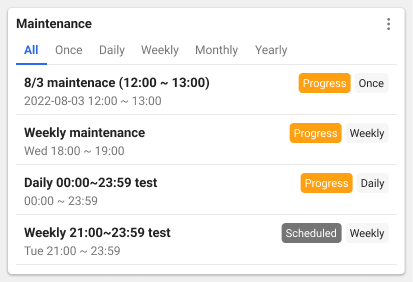 Maintenance
All Once Daily Weekly Monthly Yearly
8/3 maintenace (12:00 ~ 13:00) Progress Once
2022-08-03 12:00 ~ 13:00
Weekly maintenance Progress Weekly
Wed 18:00 ~ 19:00
Daily 00:00~23:59 test Progress Daily
00:00 ~ 23:59
Weekly 21:00~23:59 test Scheduled Weekly
Tue 21:00 ~ 23:59